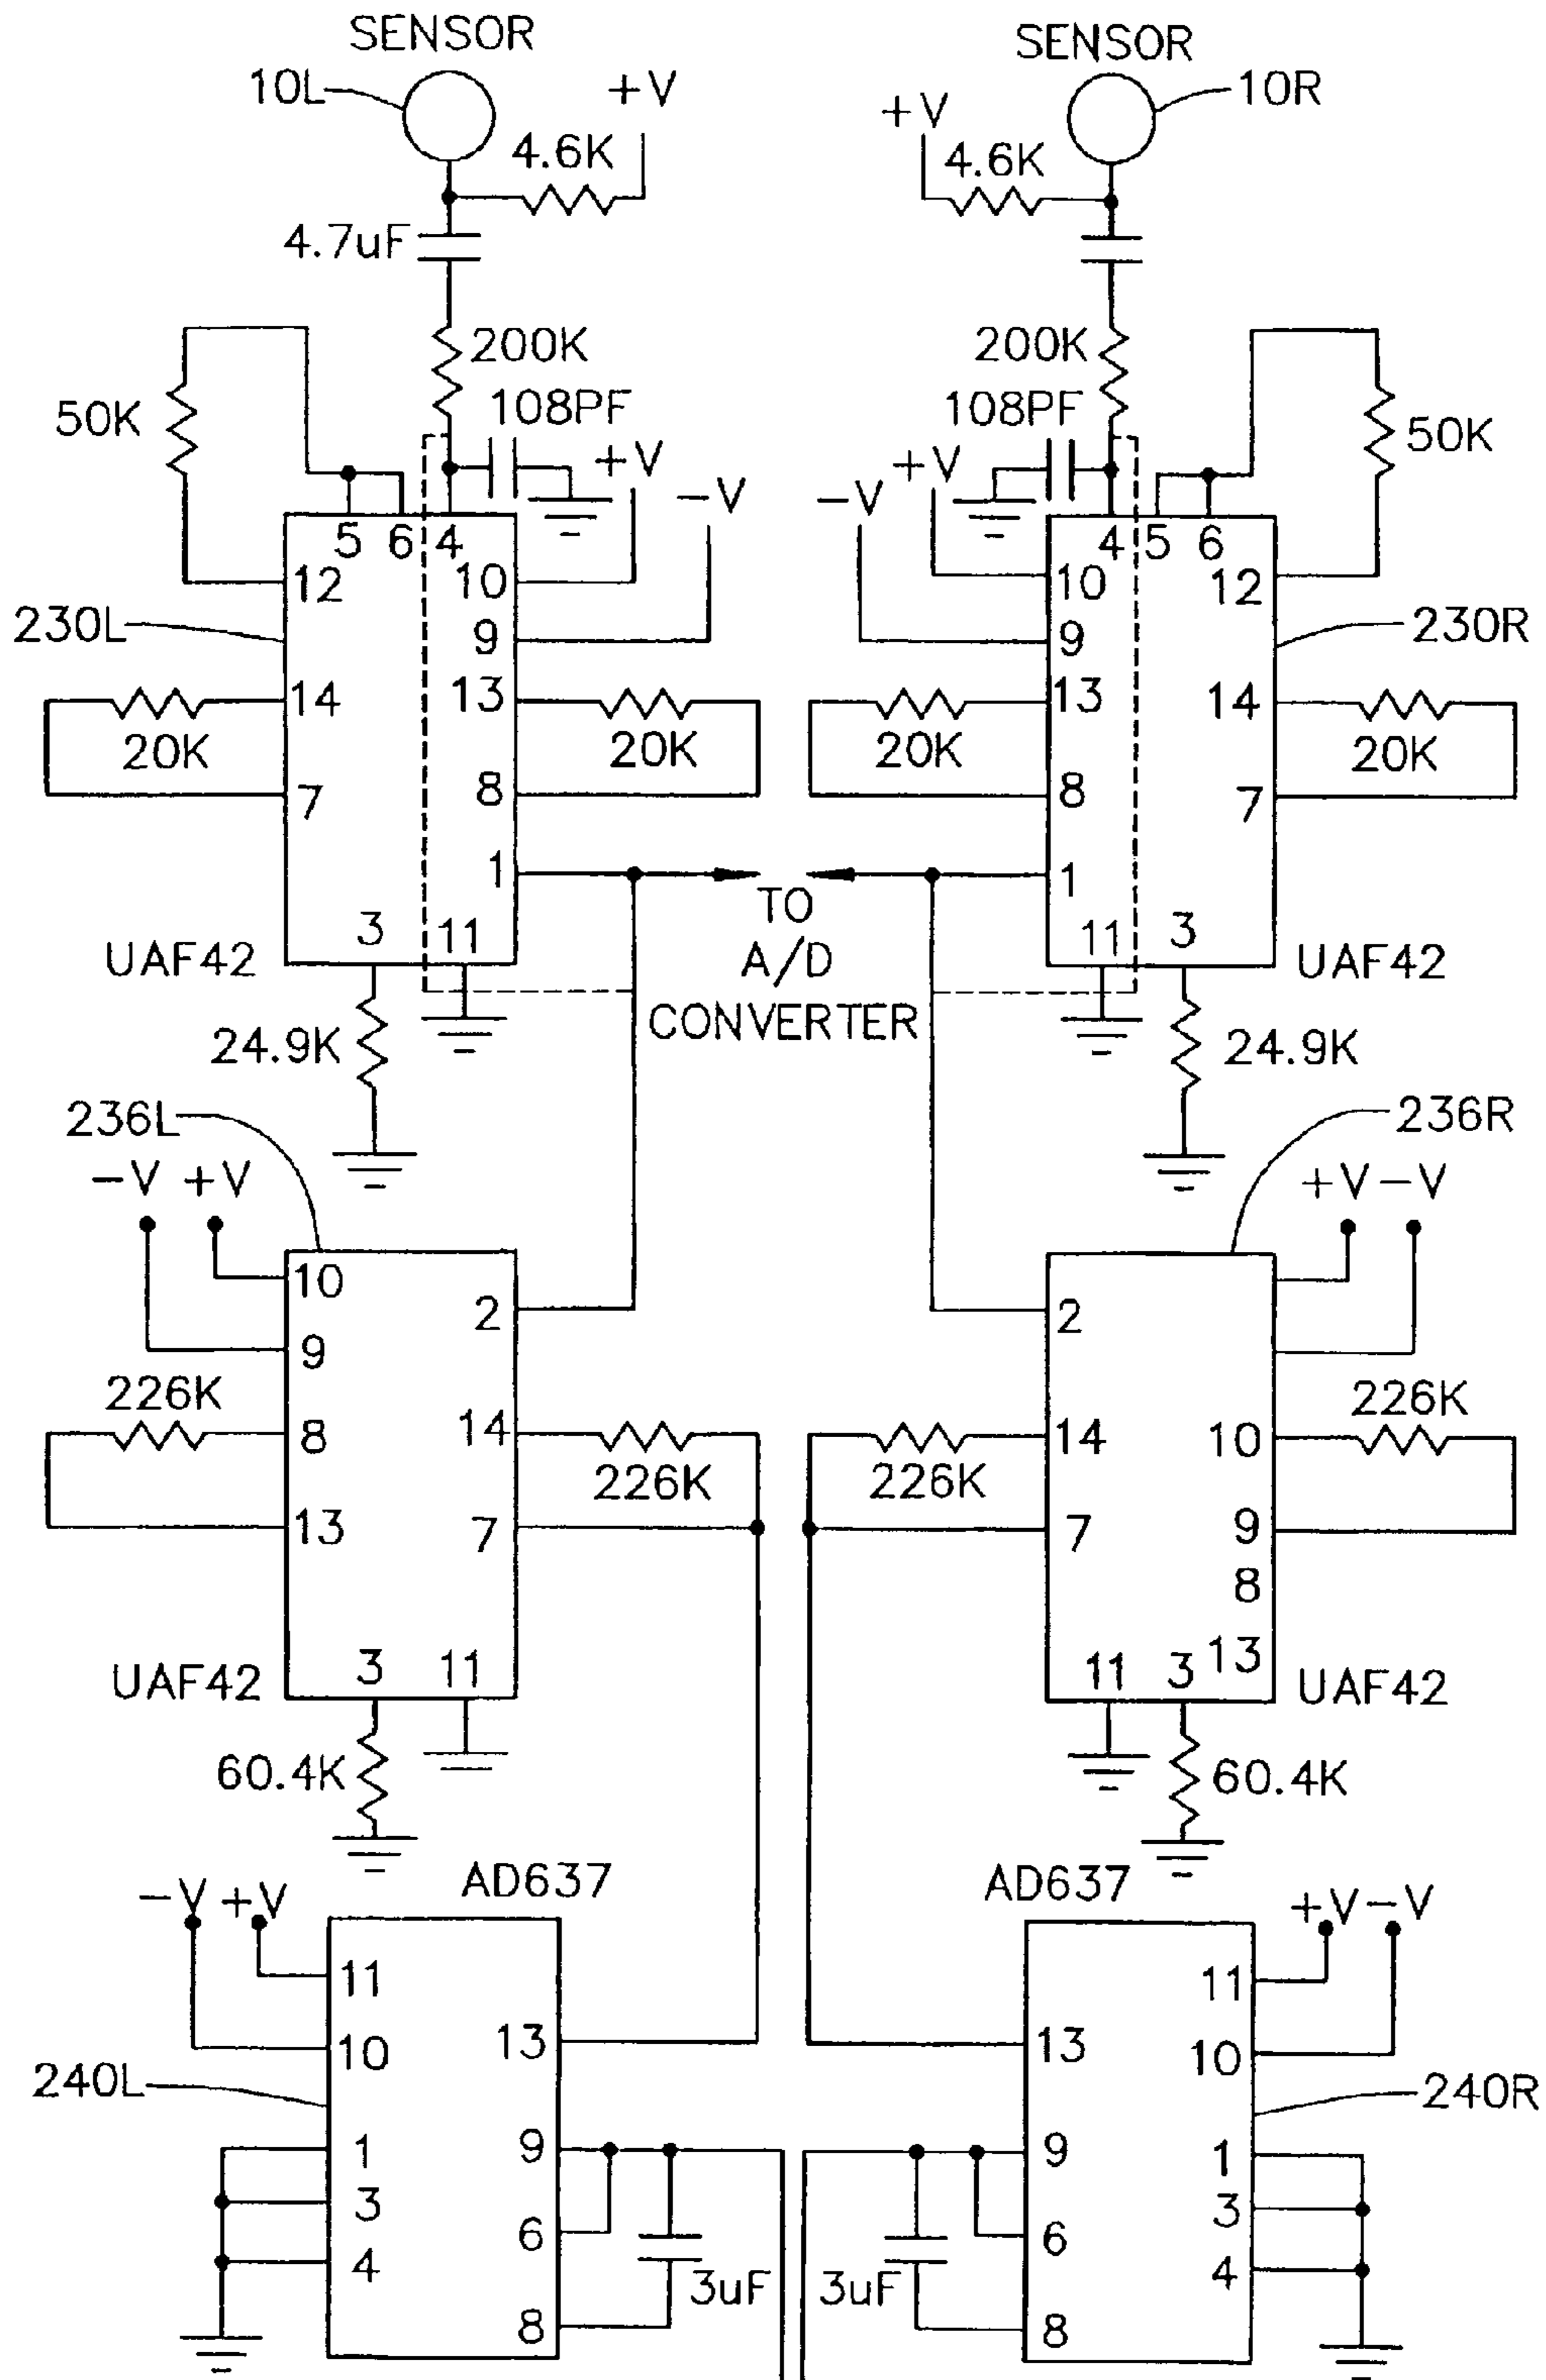 SENSOR
SENSOR
10L
+V
+V
10R
4.6K
4.6K
4.7uF
200K
200K
50K
108PF
108PF
50K
+V
-V
-V
+V
5 6 4
4 5 6
12
10
10
12
230L
9
9
230R
14
13
13
14
20K
20K
20K
20K
7
8
8
7
1
1
TO
A/D
CONVERTER
3
11
11
3
UAF42
UAF42
24.9K
24.9K
236L
236R
-V +V
+V -V
10
2
2
9
226K
226K
8
14
14
10
226K
226K
13
7
7
9
8
13
3
11
11
3
UAF42
UAF42
60.4K
60.4K
AD637
AD637
-V +V
+V -V
11
11
10
13
13
10
240L
240R
1
9
9
1
3
3
6
6
4
4
3uF
3uF
8
8